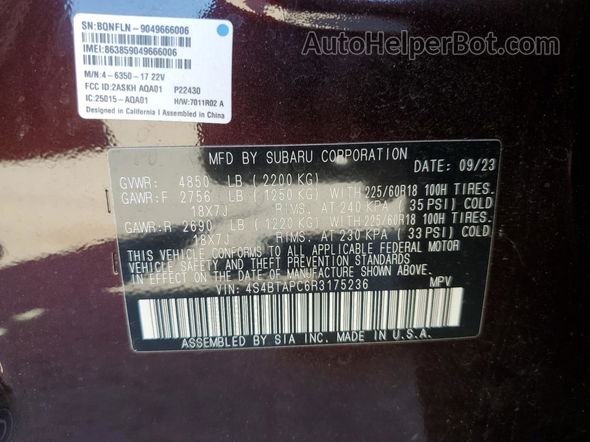 AutoHelperBot.com
SN:BQNFLN-9049666006
IMEI:863859049666006
M/N:4-6350-17 22V
FCC ID:2ASKH AQA01 P22430
IC:25015-AQA01 H/W:7011R02 A
Designed in California I Assembled in China
MFD BY SUBARU CORPORATION DATE: 09/23
GVWR: 4850 LB (2200 KG)
GAWR:F 2756 LB (1250 KG) WITH 225/60R18 100H TIRES.
18X7J RIMS. AT 240 KPA (35 PSI) COLD
GAWR:R 2690 LB (1220 KG) WITH 225/60R18 100H TIRES.
18X7J RIMS. AT 230 KPA (33 PSI) COLD
THIS VEHICLE CONFORMS TO ALL APPLICABLE FEDERAL MOTOR
VEHICLE SAFETY AND THEFT PREVENTION STANDARDS
IN EFFECT ON THE DATE OF MANUFACTURE SHOWN ABOVE.
VIN: 4S4BTAPC6R3175236 MPV
ASSEMBLED BY SIA INC. MADE IN U.S.A.
AutoHelperBot.com